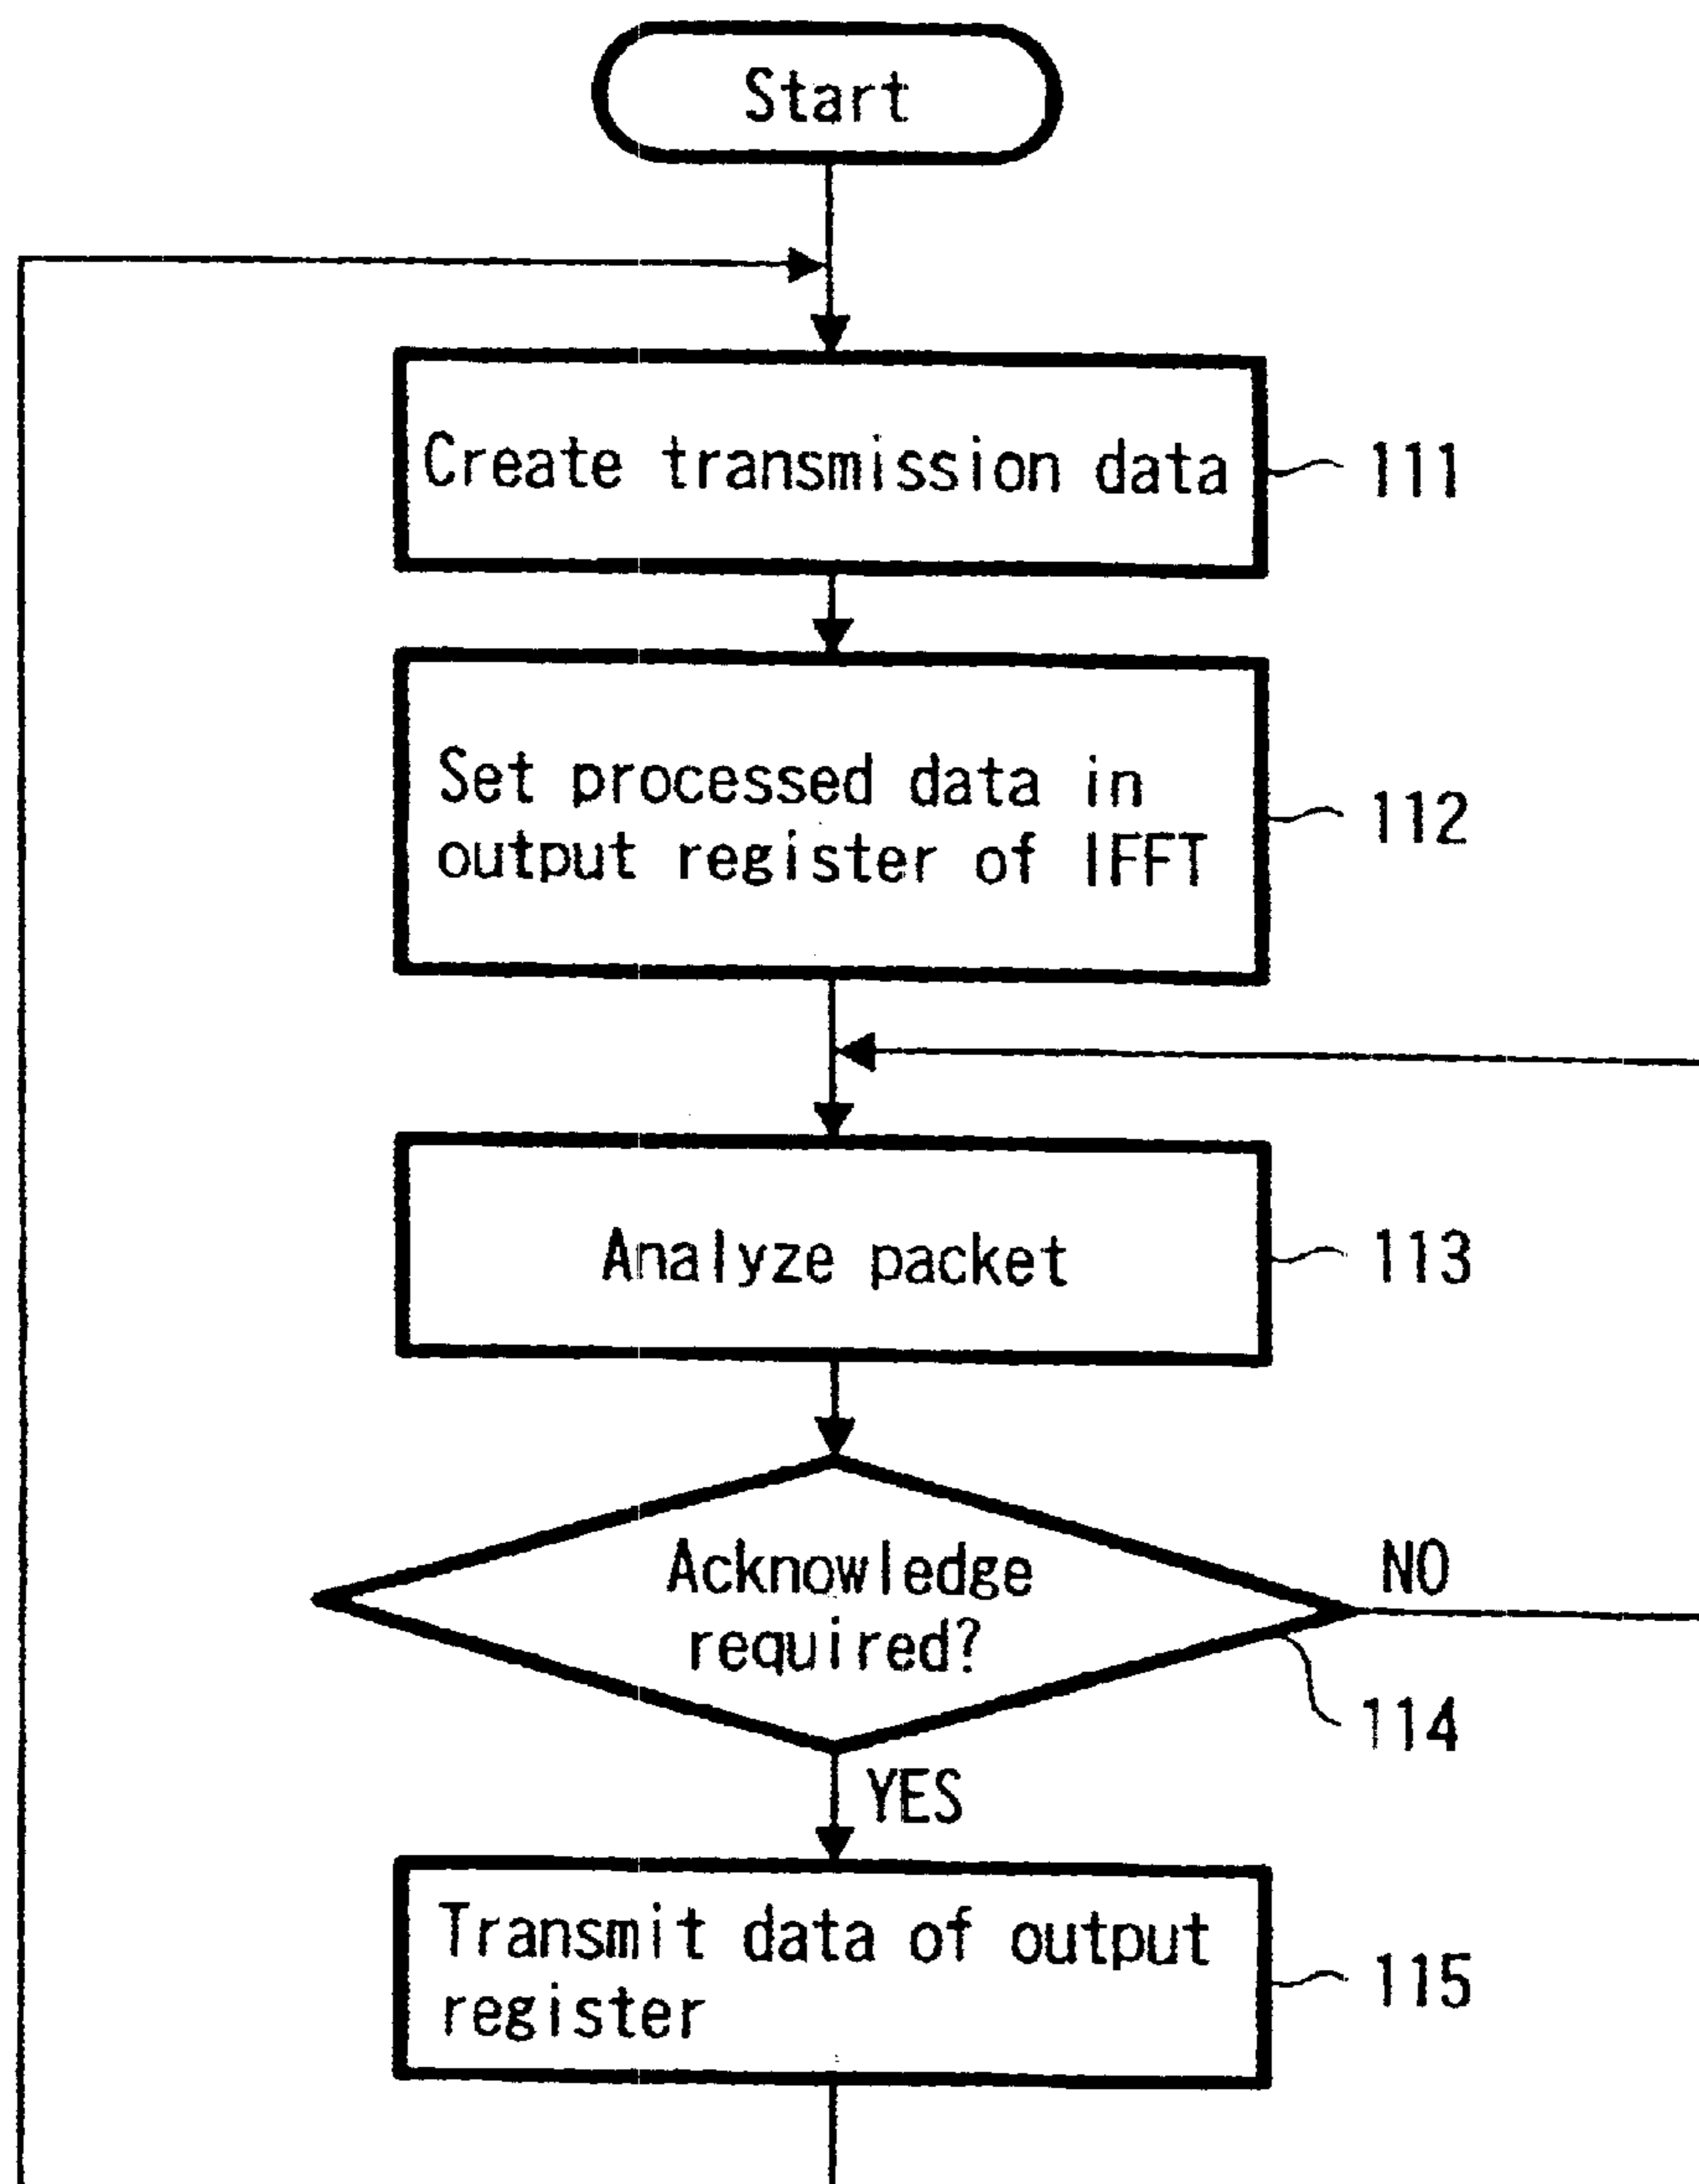 Start
Create transmission data
111
Set processed data in
output register of IFFT
112
Analyze packet
113
Acknowledge
required?
NO
114
YES
Transmit data of output
register
115